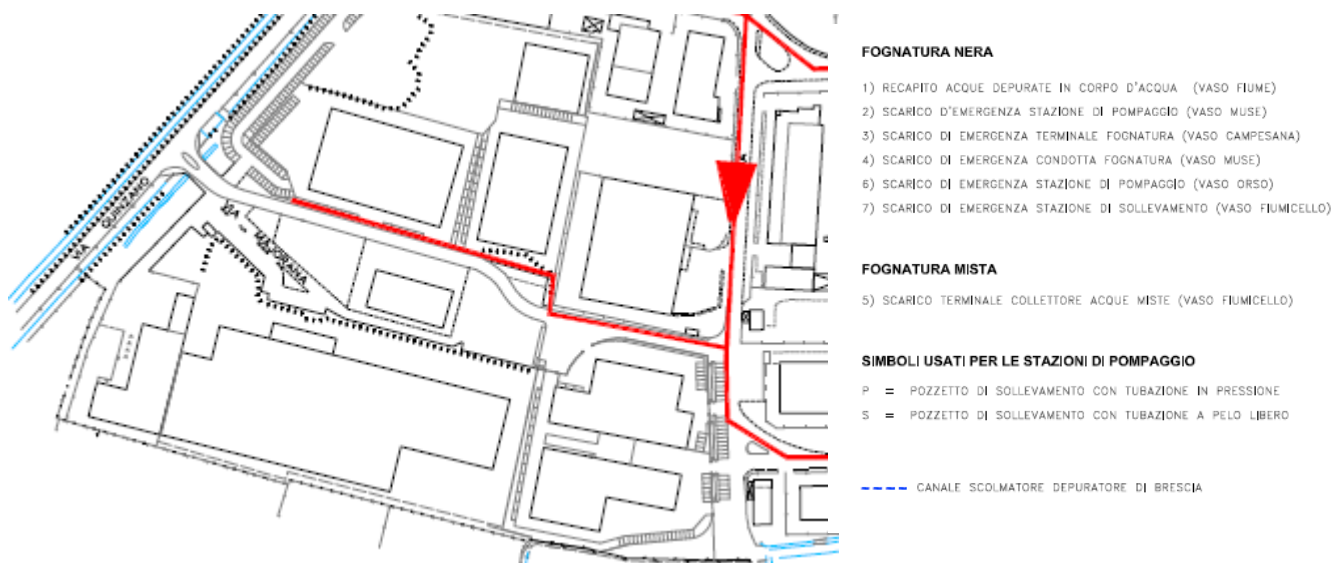 VIA QUINZANO
VIA MAJORANA
FOGNATURA NERA
1) RECAPITO ACQUE DEPURATE IN CORPO D'ACQUA (VASO FIUME)
2) SCARICO D'EMERGENZA STAZIONE DI POMPAGGIO (VASO MUSE)
3) SCARICO DI EMERGENZA TERMINALE FOGNATURA (VASO CAMPESANA)
4) SCARICO DI EMERGENZA CONDOTTA FOGNATURA (VASO MUSE)
6) SCARICO DI EMERGENZA STAZIONE DI POMPAGGIO (VASO ORSO)
7) SCARICO DI EMERGENZA STAZIONE DI SOLLEVAMENTO (VASO FIUMICELLO)
FOGNATURA MISTA
5) SCARICO TERMINALE COLLETTORE ACQUE MISTE (VASO FIUMICELLO)
SIMBOLI USATI PER LE STAZIONI DI POMPAGGIO
P = POZZETTO DI SOLLEVAMENTO CON TUBAZIONE IN PRESSIONE
S = POZZETTO DI SOLLEVAMENTO CON TUBAZIONE A PELO LIBERO
CANALE SCOLMATORE DEPURATORE DI BRESCIA